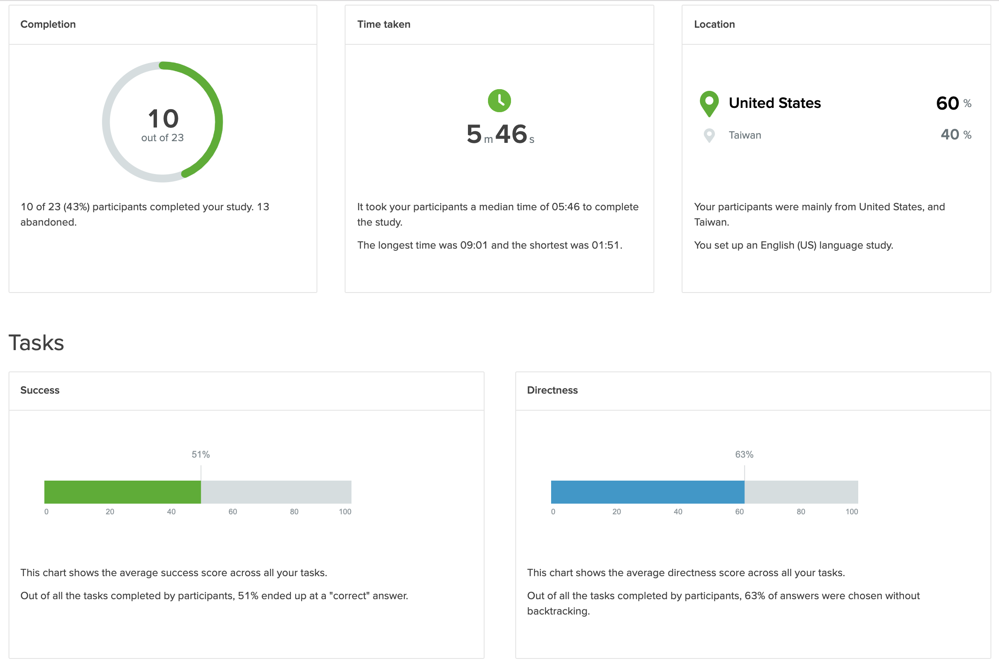 Completion
10
out of 23
10 of 23 (43%) participants completed your study. 13
abandoned.
Time taken
5 m 46 s
It took your participants a median time of 05:46 to complete
the study.
The longest time was 09:01 and the shortest was 01:51.
Location
United States 60 %
Taiwan 40 %
Your participants were mainly from United States, and
Taiwan.
You set up an English (US) language study.
Tasks
Success
51%
0 20 40 60 80 100
This chart shows the average success score across all your tasks.
Out of all the tasks completed by participants, 51% ended up at a "correct" answer.
Directness
63%
0 20 40 60 80 100
This chart shows the average directness score across all your tasks.
Out of all the tasks completed by participants, 63% of answers were chosen without
backtracking.